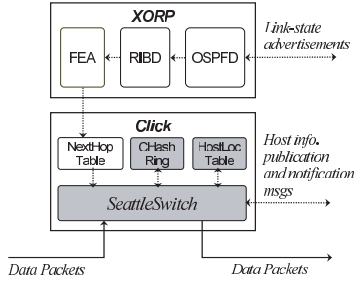 XORP
FEA
RIBD
OSPFD
Link-state
advertisements
Click
NextHop
Table
CHash
Ring
HostLoc
Table
Host info.
publication
and notification
msgs
SeattleSwitch
Data Packets
Data Packets